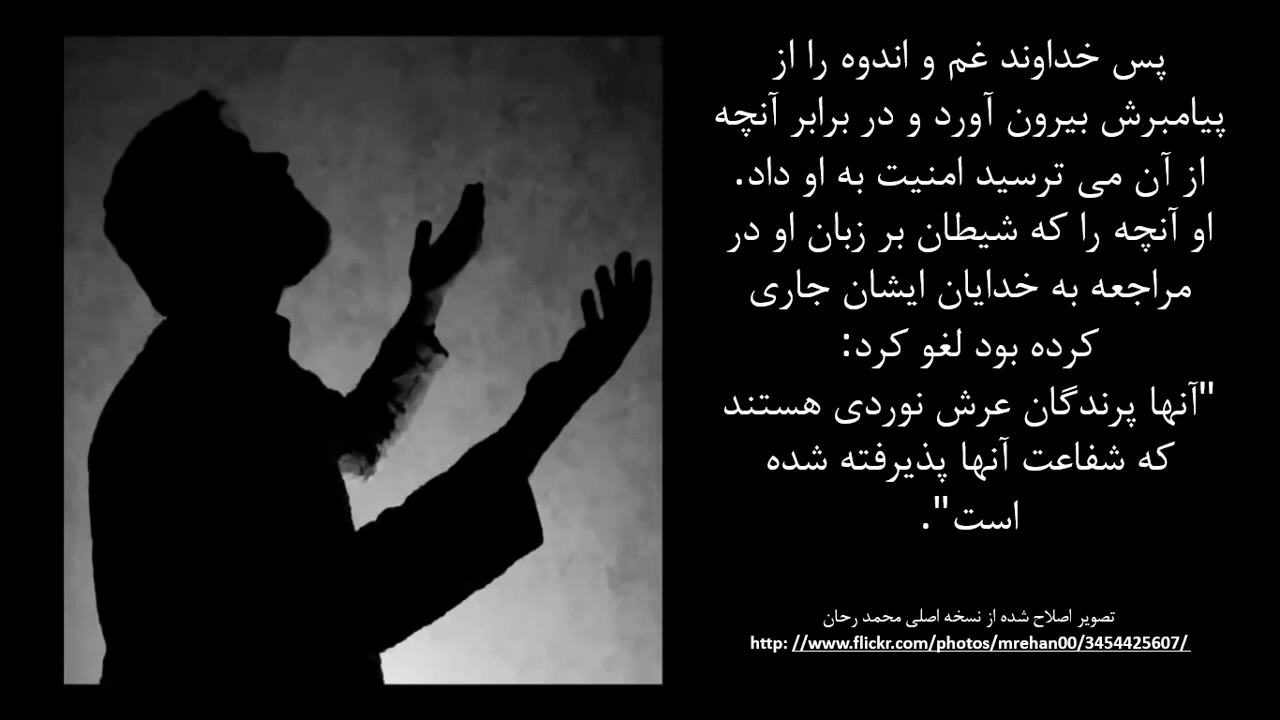 پس خداوند غم و اندوه را از
پیامبرش بیرون آورد و در برابر آنچه
از آن می ترسید امنیت به او داد.
او آنچه را که شیطان بر زبان او در
مراجعه به خدایان ایشان جاری
کرده بود لغو کرد:
"آنها پرندگان عرش نوردی هستند
که شفاعت آنها پذیرفته شده
است".
تصویر اصلاح شده از نسخه اصلی محمد رحان
http: //www.flickr.com/photos/mrehan00/3454425607/